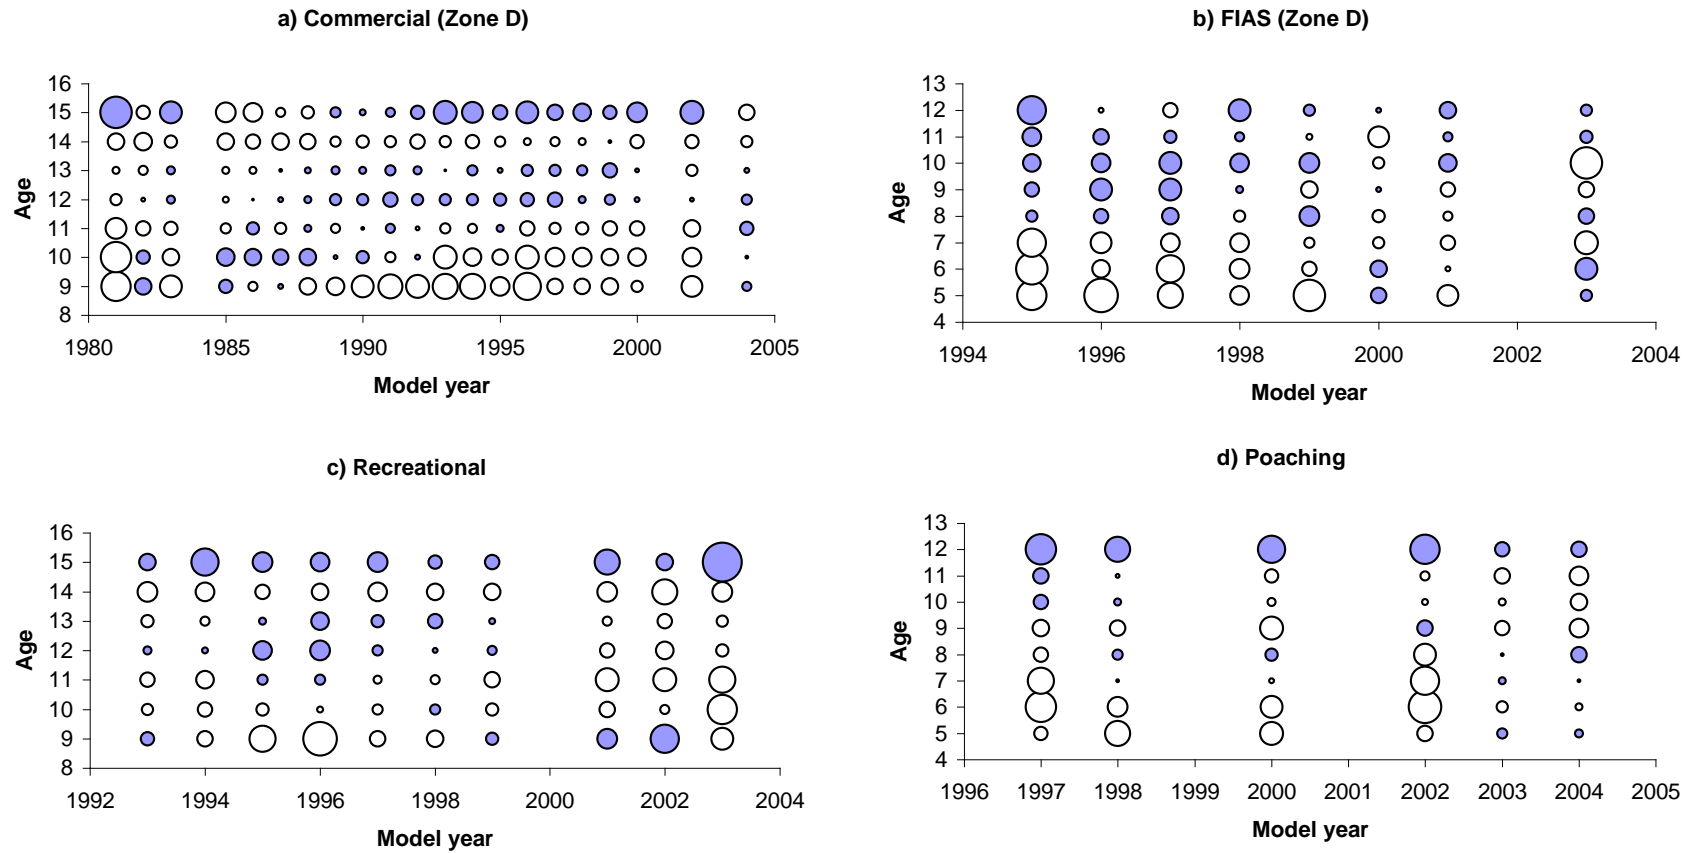 a) Commercial (Zone D)
16
15
14
13
12
11
10
9
8
Age
1980 1985 1990 1995 2000 2005
Model year
b) FIAS (Zone D)
13
12
11
10
9
8
7
6
5
4
Age
1994 1996 1998 2000 2002 2004
Model year
c) Recreational
16
15
14
13
12
11
10
9
8
Age
1992 1994 1996 1998 2000 2002 2004
Model year
d) Poaching
13
12
11
10
9
8
7
6
5
4
Age
1996 1997 1998 1999 2000 2001 2002 2003 2004 2005
Model year